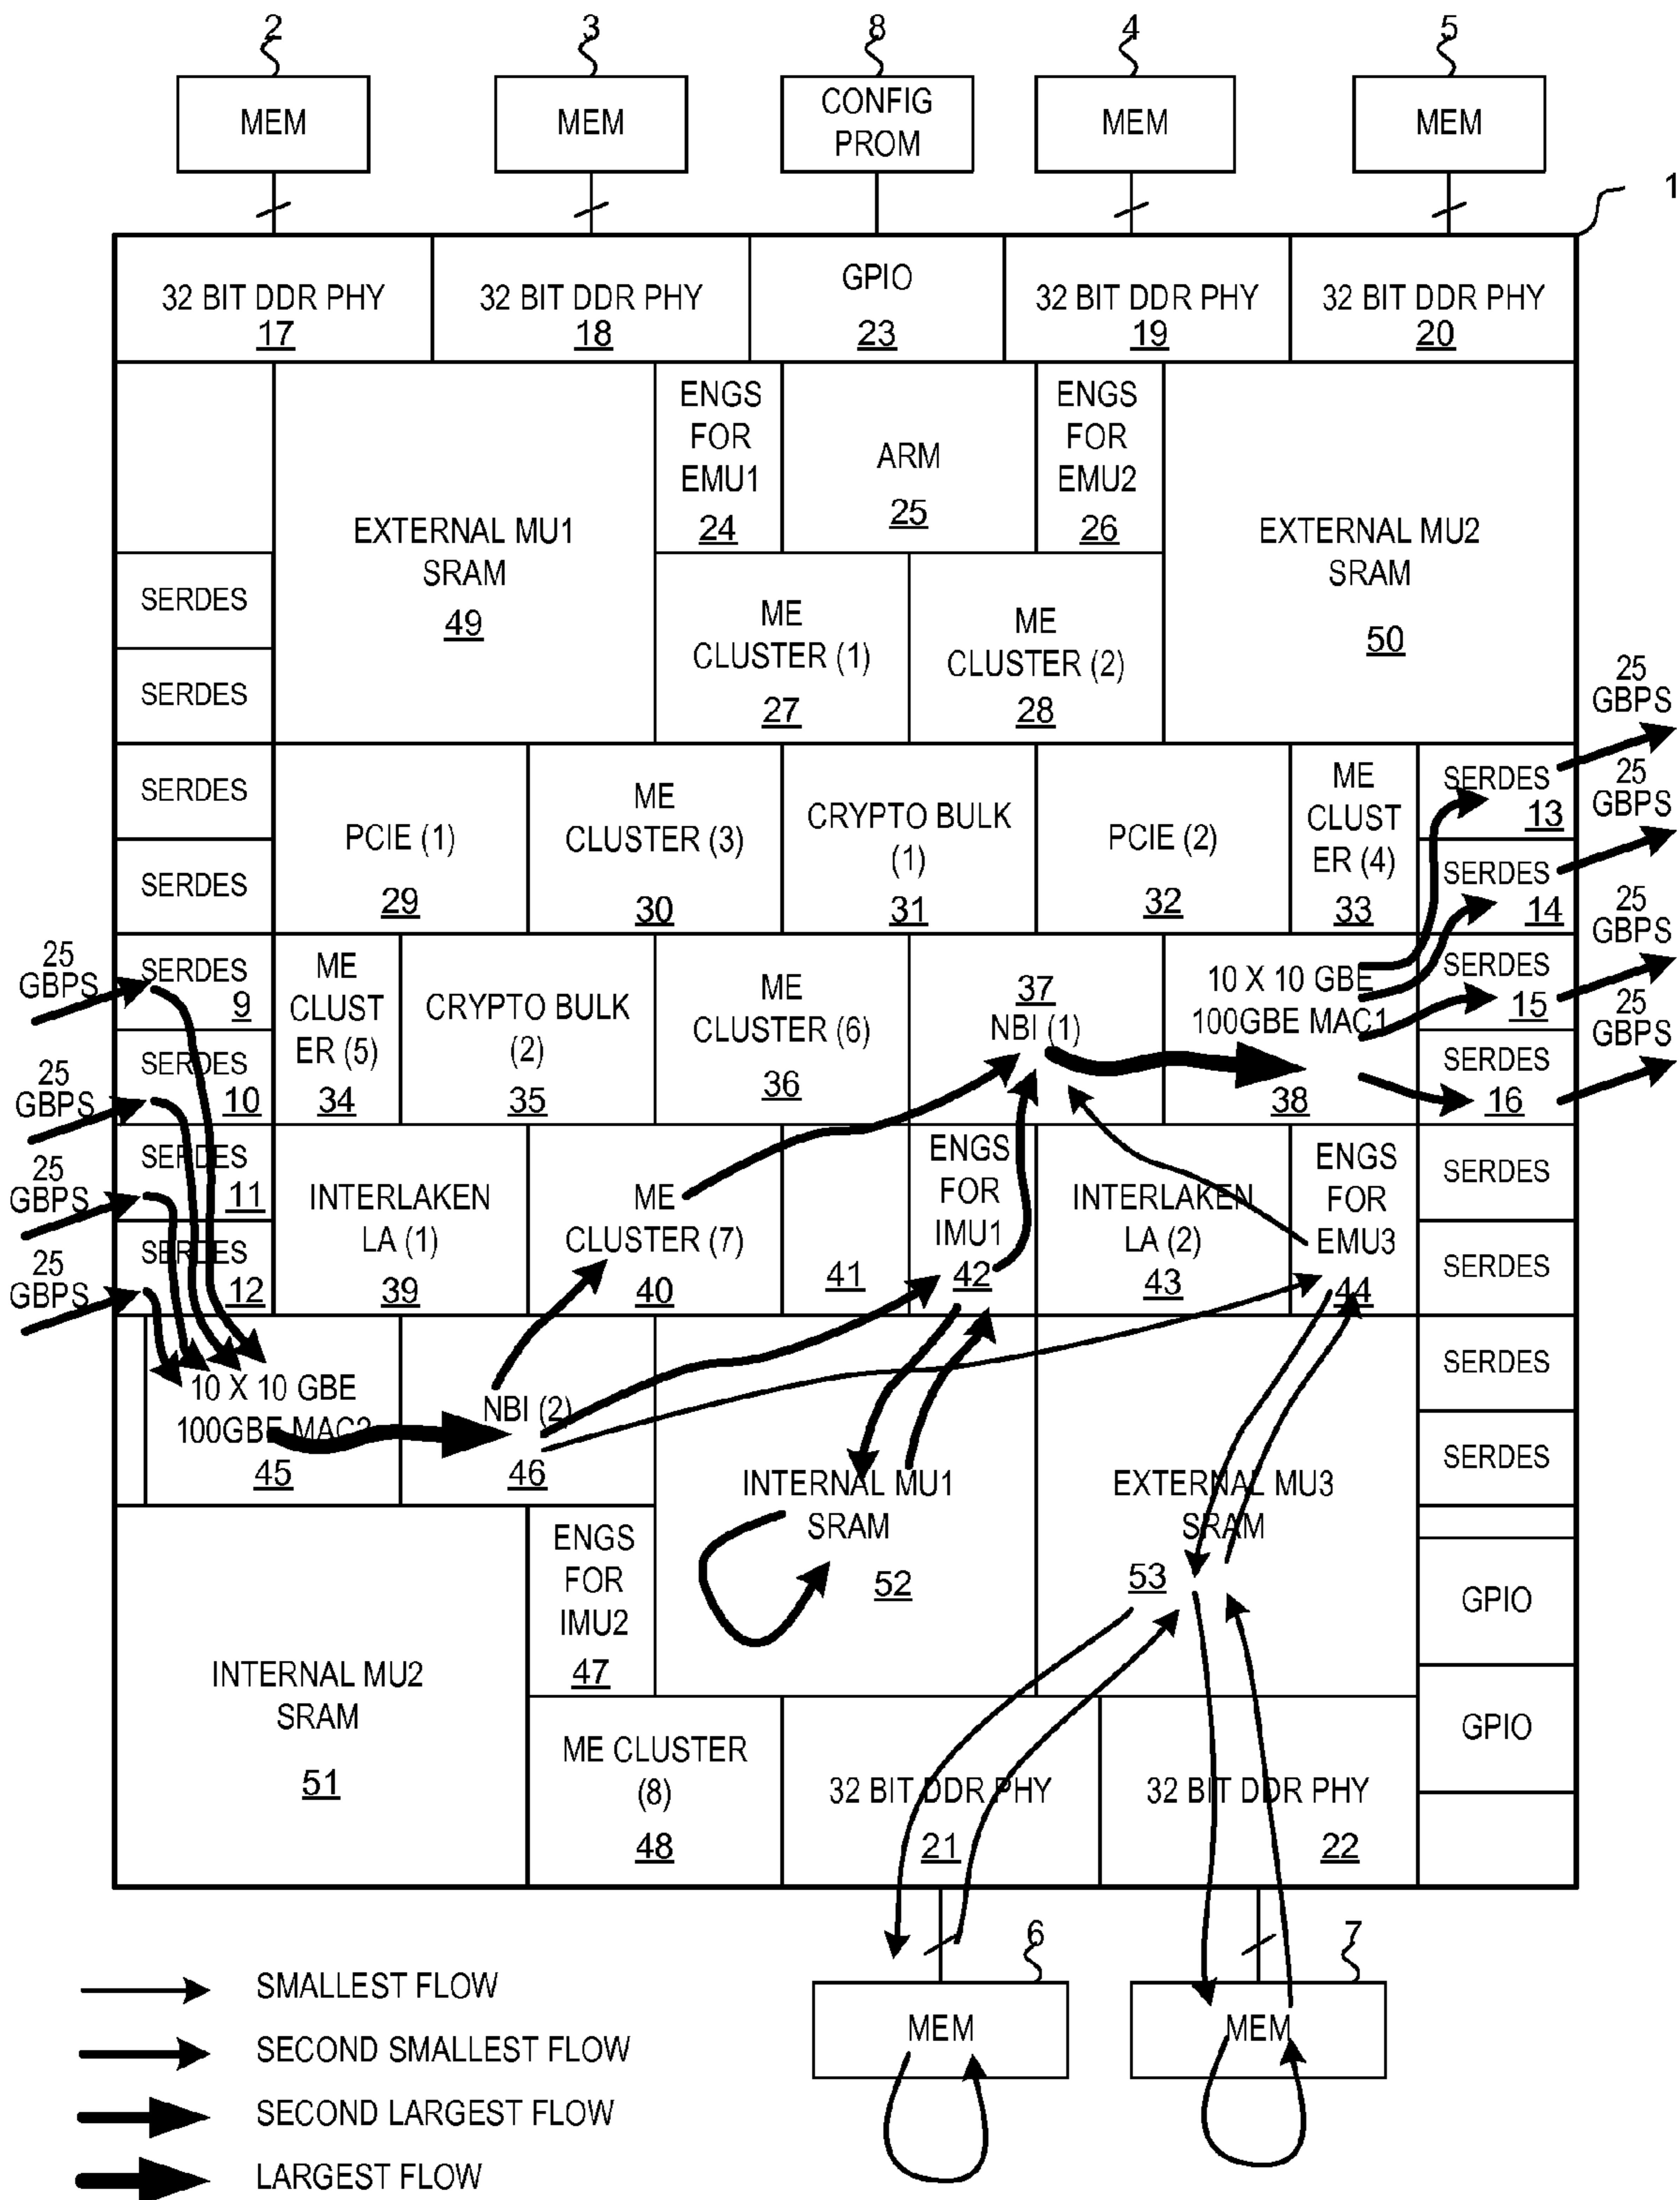 2
3
8
4
5
MEM
MEM
CONFIG
PROM
MEM
MEM
1
32 BIT DDR PHY
17
32 BIT DDR PHY
18
GPIO
23
32 BIT DDR PHY
19
32 BIT DDR PHY
20
EXTERNAL MU1
SRAM
49
ENGS
FOR
EMU1
24
ARM
25
ENGS
FOR
EMU2
26
EXTERNAL MU2
SRAM
50
SERDES
SERDES
ME
CLUSTER (1)
27
ME
CLUSTER (2)
28
25
GBPS
SERDES
SERDES
PCIE (1)
29
ME
CLUSTER (3)
30
CRYPTO BULK
(1)
31
PCIE (2)
32
ME
CLUST
ER (4)
33
SERDES
13
25
GBPS
SERDES
14
25
GBPS
25
GBPS
SERDES
9
25
GBPS
SERDES
10
ME
CLUST
ER (5)
34
CRYPTO BULK
(2)
35
ME
CLUSTER (6)
36
37
NBI (1)
10 X 10 GBE
100GBE MAC1
38
SERDES
15
25
GBPS
SERDES
16
25
GBPS
SERDES
11
25
GBPS
SERDES
12
INTERLAKEN
LA (1)
39
ME
CLUSTER (7)
40
41
ENGS
FOR
IMU1
42
INTERLAKEN
LA (2)
43
ENGS
FOR
EMU3
44
SERDES
SERDES
10 X 10 GBE
100GBE MAC2
45
NBI (2)
46
INTERNAL MU1
SRAM
52
EXTERNAL MU3
SRAM
53
SERDES
SERDES
INTERNAL MU2
SRAM
51
ENGS
FOR
IMU2
47
GPIO
GPIO
ME CLUSTER
(8)
48
32 BIT DDR PHY
21
32 BIT DDR PHY
22
6
7
MEM
MEM
SMALLEST FLOW
SECOND SMALLEST FLOW
SECOND LARGEST FLOW
LARGEST FLOW